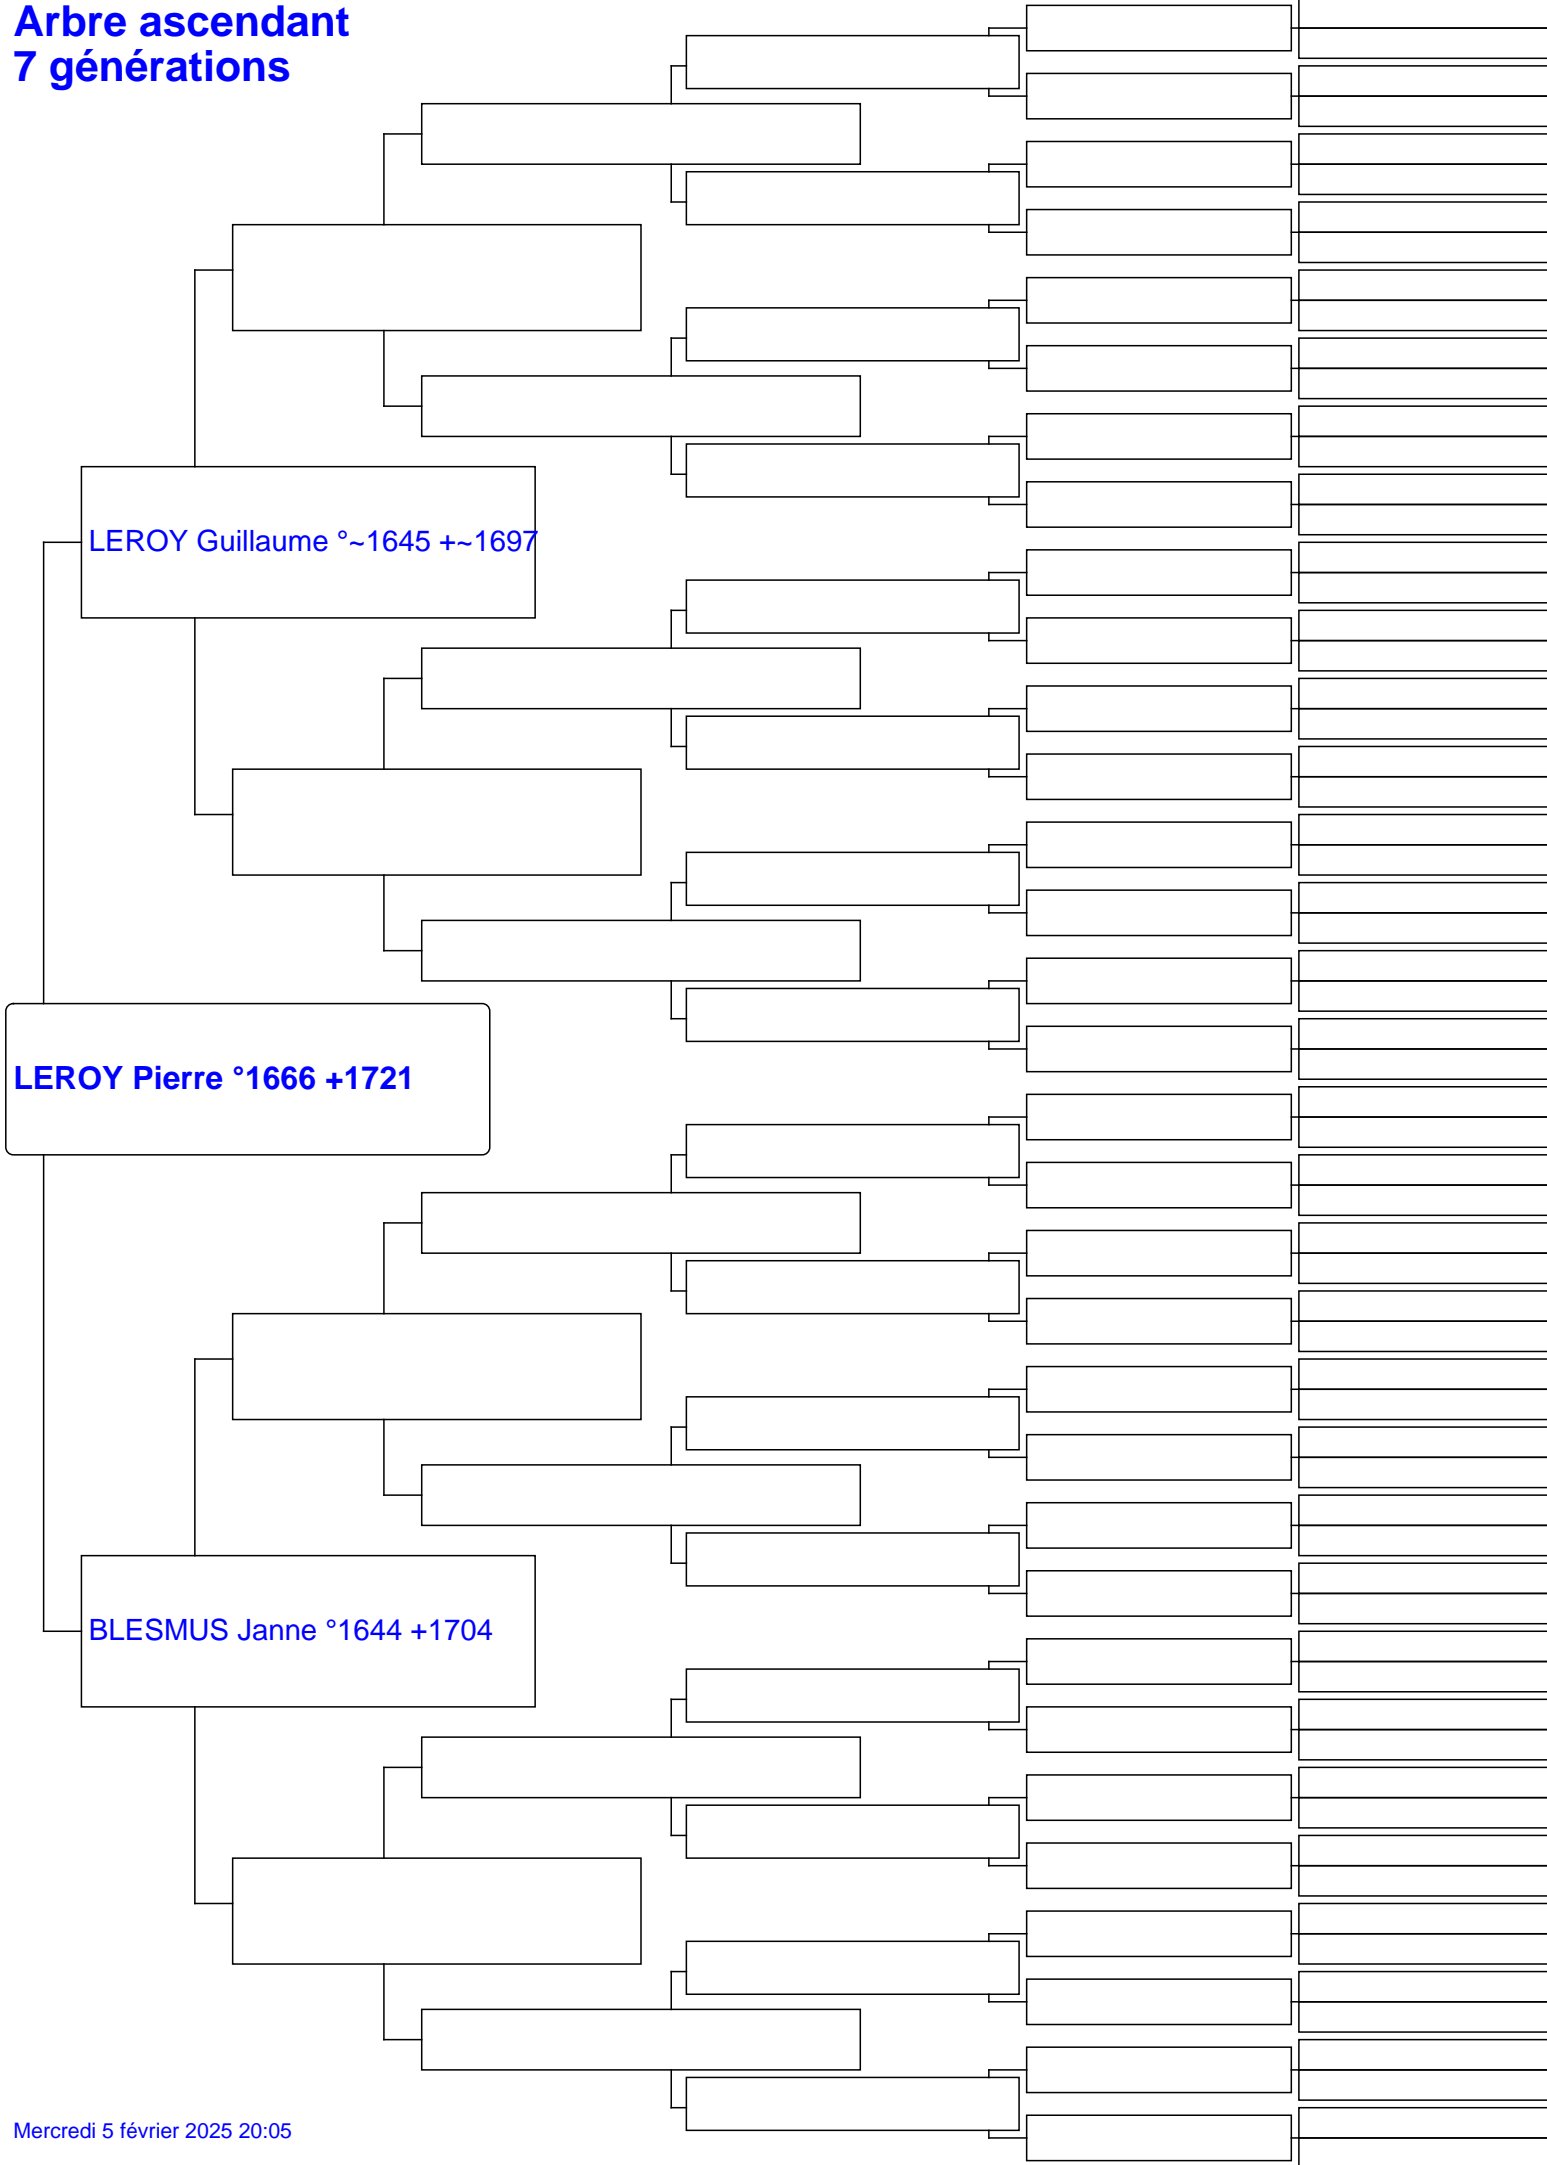 Arbre ascendant
7 générations
LEROY Guillaume °~1645 +~1697
LEROY Pierre °1666 +1721
BLESMUS Janne °1644 +1704
Mercredi 5 février 2025 20:05